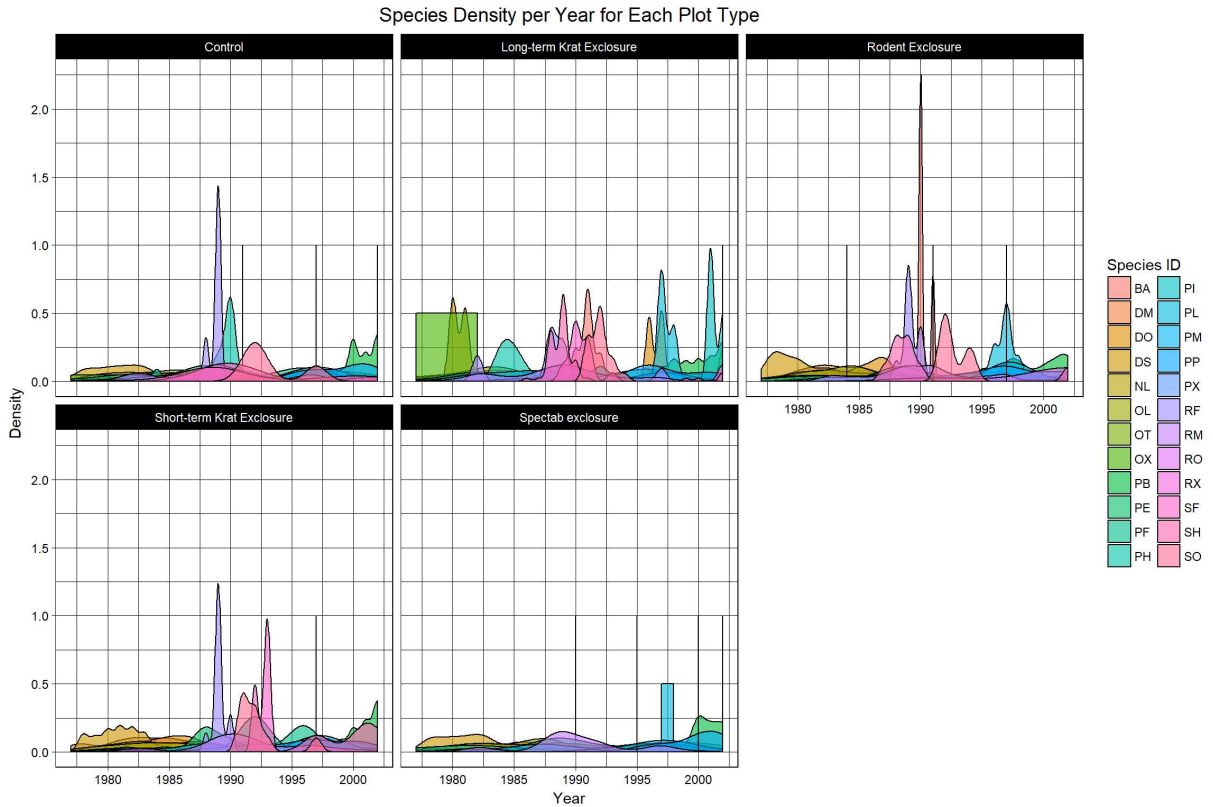 Species Density per Year for Each Plot Type
Control
Long-term Krat Exclosure
Rodent Exclosure
2.0
1.5
1.0
0.5
0.0
1980 1985 1990 1995 2000
Short-term Krat Exclosure
Spectab exclosure
2.0
1.5
1.0
0.5
0.0
1980 1985 1990 1995 2000
1980 1985 1990 1995 2000
Density
Year
Species ID
BA PI
DM PL
DO PM
DS PP
NL PX
OL RF
OT RM
OX RO
PB RX
PE SF
PF SH
PH SO